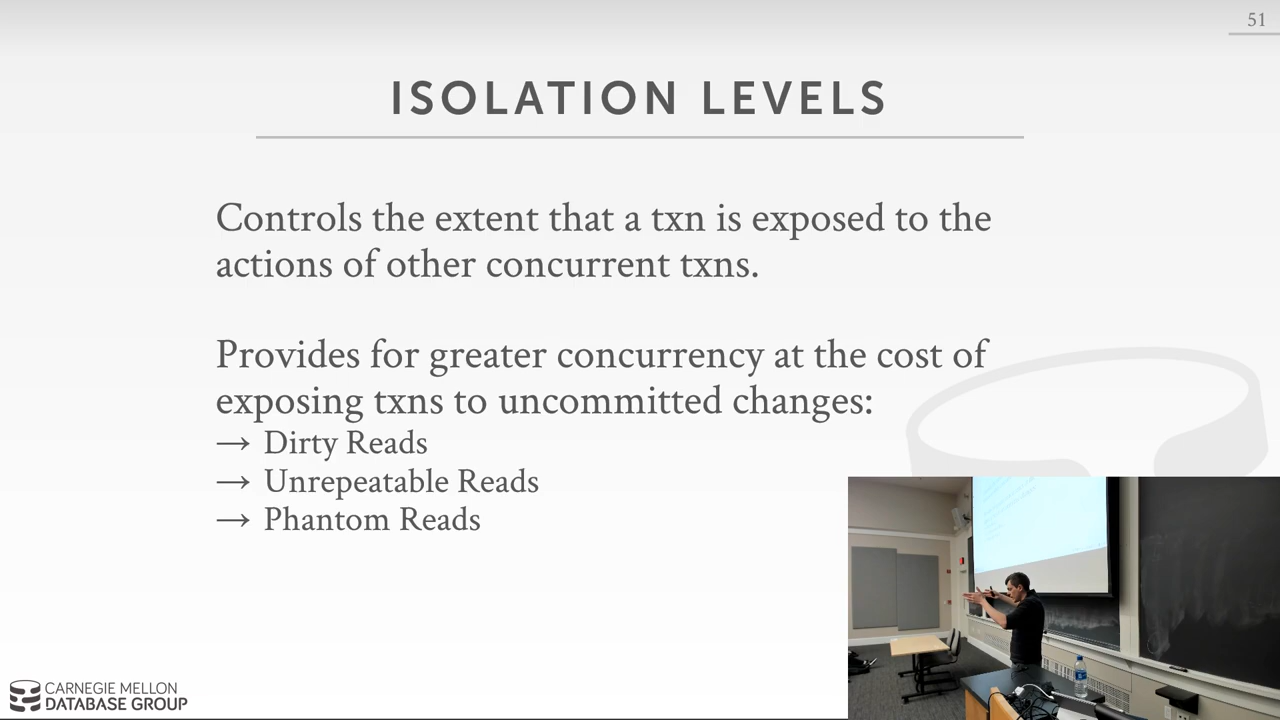 51
ISOLATION LEVELS
Controls the extent that a txn is exposed to the
actions of other concurrent txns.
Provides for greater concurrency at the cost of
exposing txns to uncommitted changes:
→ Dirty Reads
→ Unrepeatable Reads
→ Phantom Reads
CARNEGIE MELLON
DATABASE GROUP